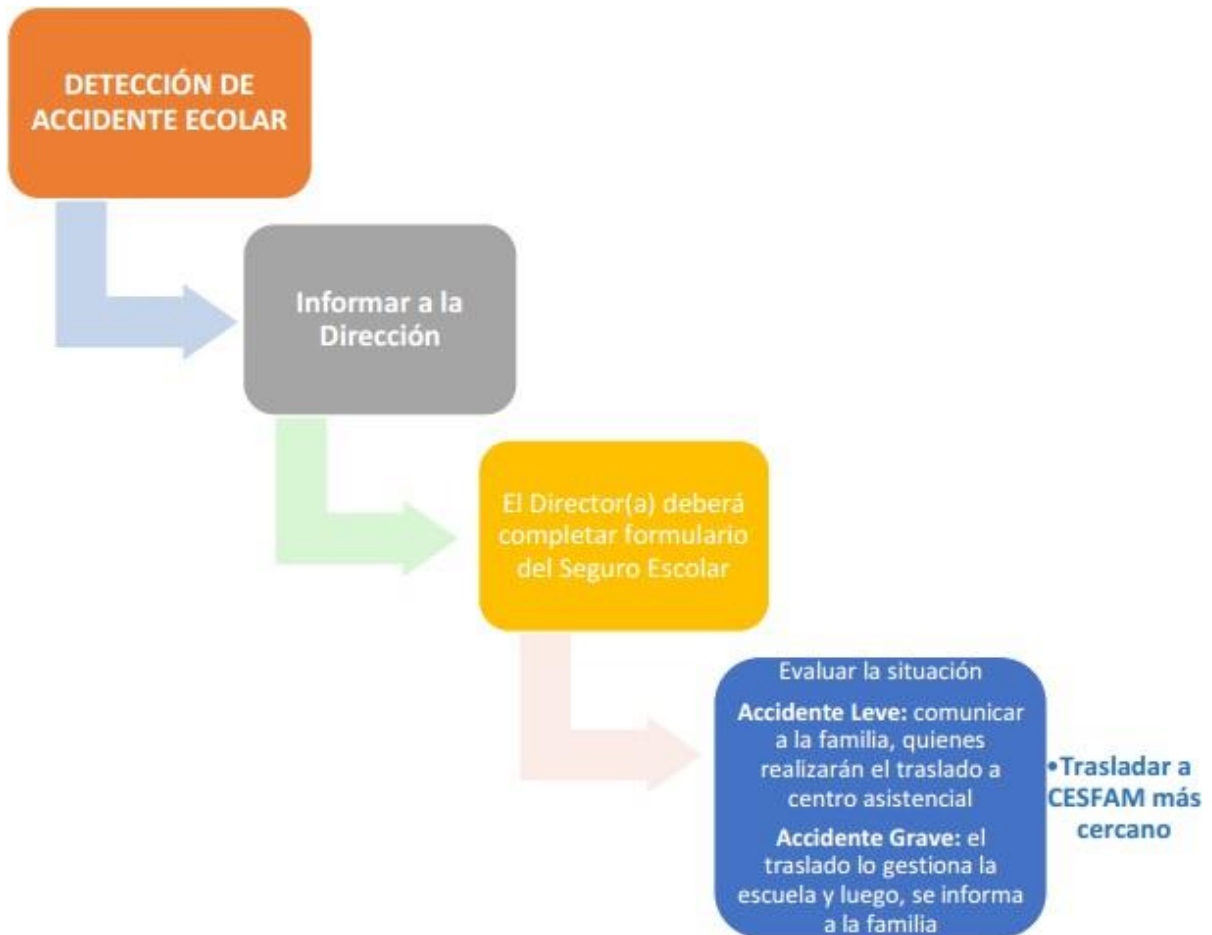 DETECCIÓN DE
ACCIDENTE ECOLAR
Informar a la
Dirección
El Director(a) deberá
completar formulario
del Seguro Escolar
Evaluar la situación
Accidente Leve: comunicar
a la familia, quienes
realizarán el traslado a
centro asistencial
Accidente Grave: el
traslado lo gestiona la
escuela y luego, se informa
a la familia
•Trasladar a
CESFAM más
cercano